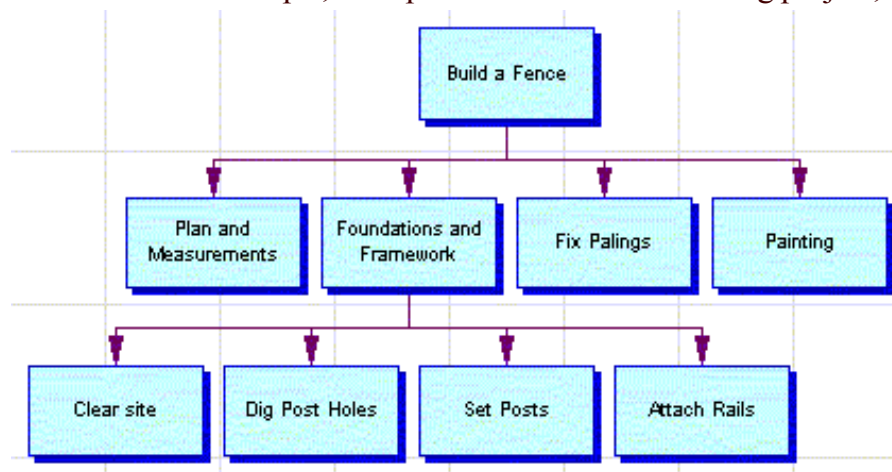 Build a Fence
Plan and
Measurements
Foundations and
Framework
Fix Palings
Painting
Clear site
Dig Post Holes
Set Posts
Attach Rails